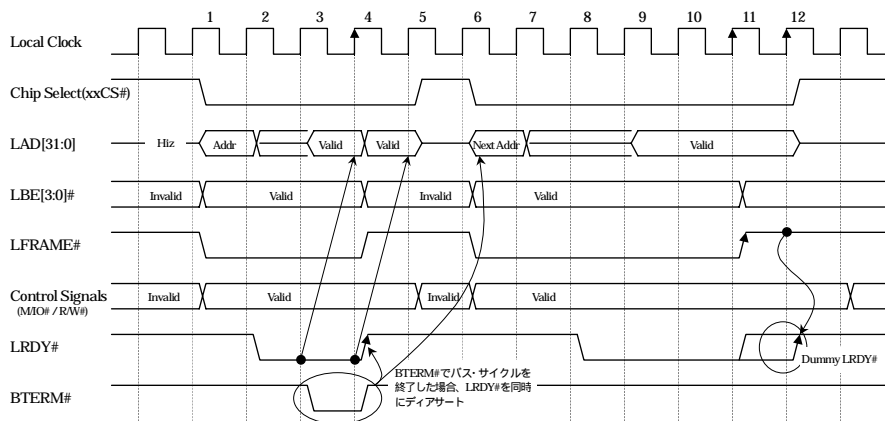 1 2 3 4 5 6 7 8 9 10 11 12
Local Clock
Chip Select(xxCS#)
LAD[31:0] Hiz Addr Valid Valid Next Addr Valid
LBE[3:0]# Invalid Valid Invalid Valid
LFRAME#
Control Signals Invalid Valid Invalid Valid
(M/IO# / R/W#)
LRDY# Dummy LRDY#
BTERM#でバス・サイクルを
終了した場合、LRDY#を同時
にディアサート
BTERM#